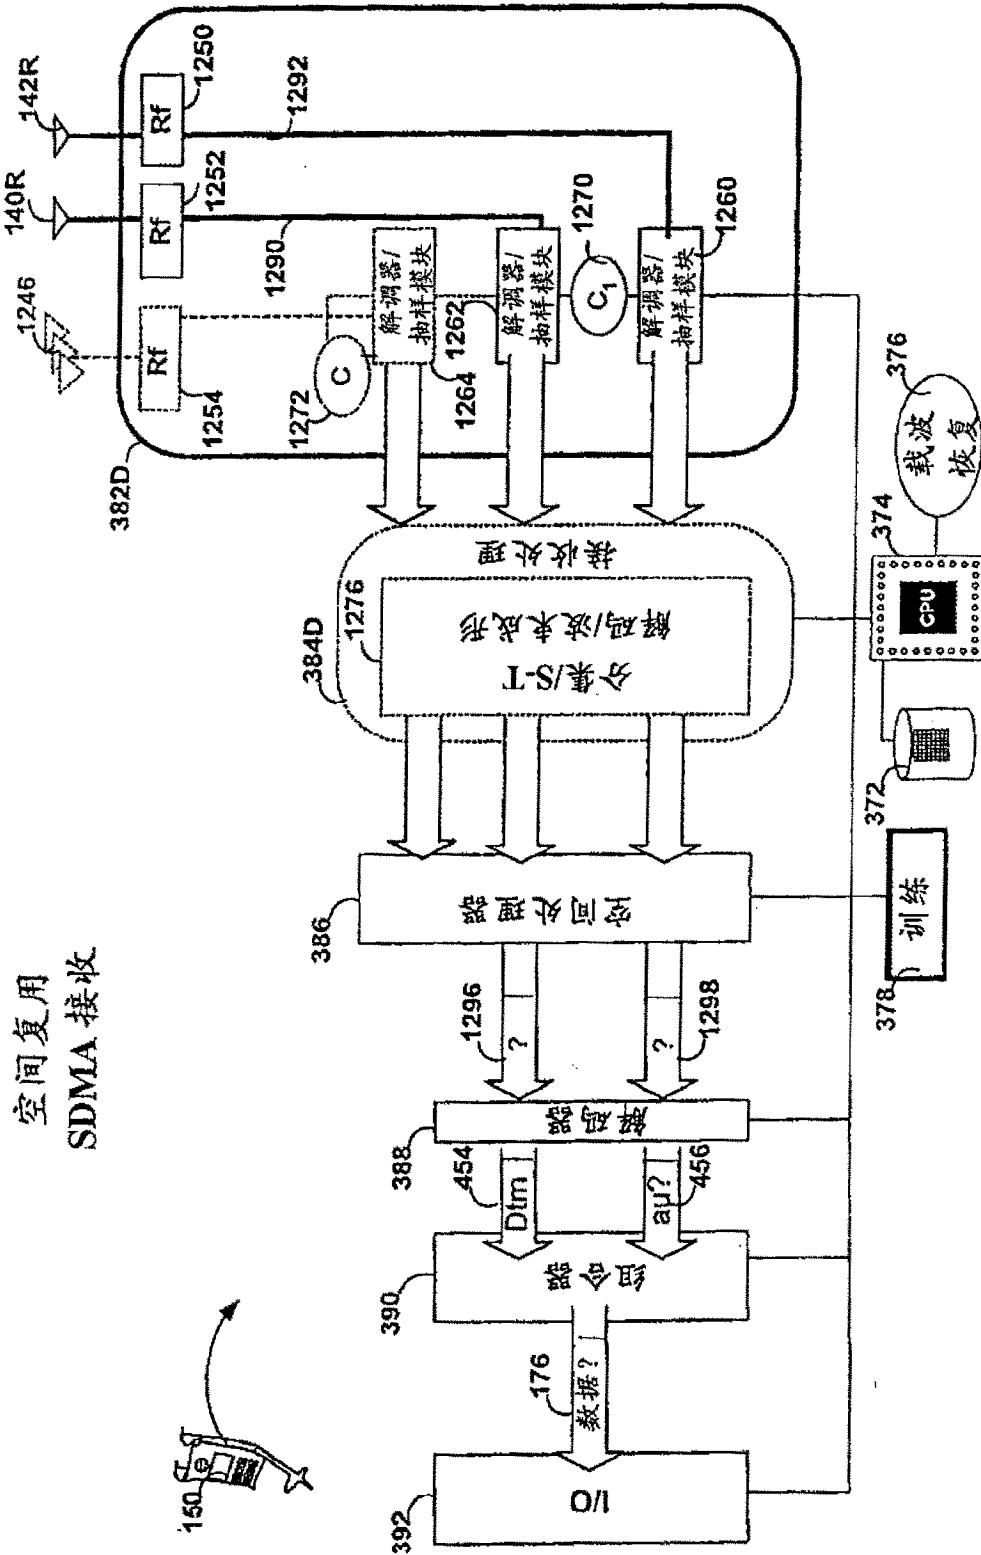 空间复用
SDMA 接收
150
392
I/O
176
数据?
390
组合器
454
Dtm
au?
456
388
解码器
1296
?
?
1298
386
空间处理器
384D
1276
接收处理
分集/S-T
解码/波束成形
382D
1246
140R
142R
Rf
1254
Rf
1252
Rf
1250
1290
1292
1272
C
解调器/
抽样模块
1264
1262
解调器/
抽样模块
C1
1270
解调器/
抽样模块
1260
378
训练
372
374
CPU
376
载波
恢复